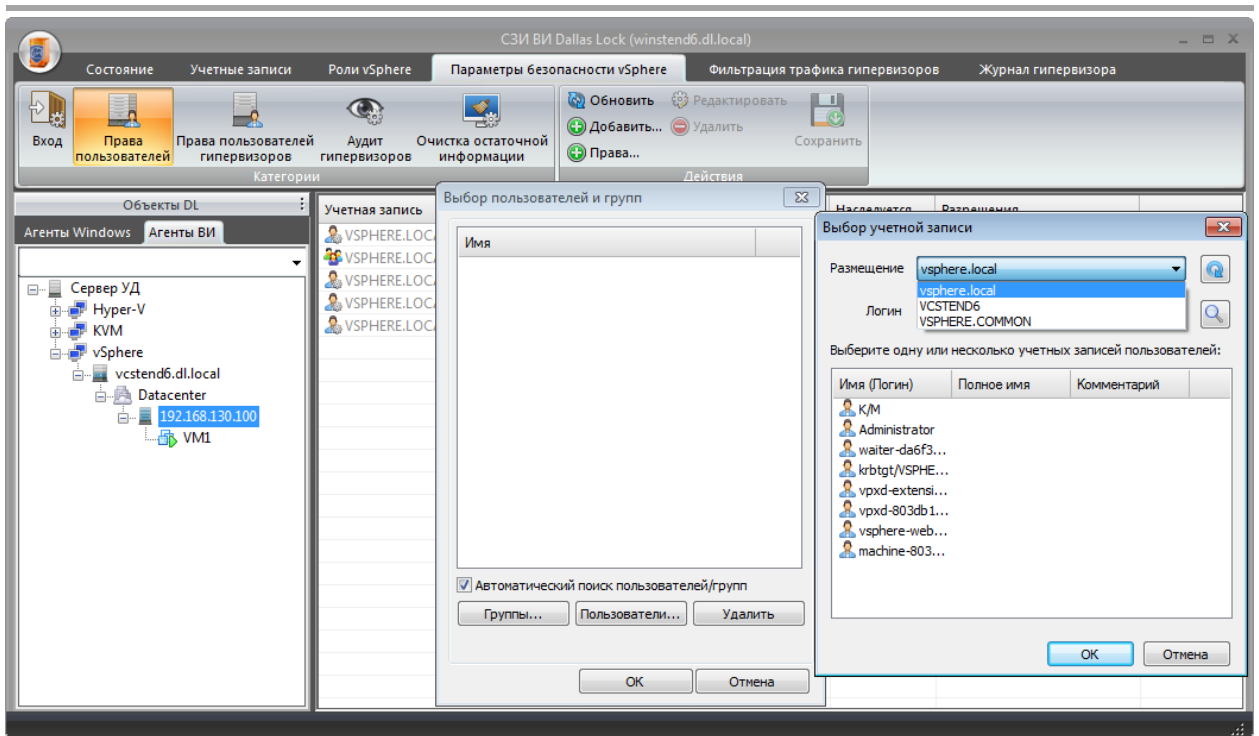 СЗИ ВИ Dallas Lock (winstend6.dl.local)
Состояние Учетные записи Роли vSphere Параметры безопасности vSphere Фильтрация трафика гипервизоров Журнал гипервизора
Вход
Права пользователей
Права пользователей гипервизоров
Аудит гипервизоров
Очистка остаточной информации
Категории
Обновить Редактировать
Добавить... Удалить
Права...
Сохранить
Действия
Объекты DL
Агенты Windows Агенты ВИ
Сервер УД
Hyper-V
KVM
vSphere
vcstend6.dl.local
Datacenter
192.168.130.100
VM1
Учетная запись
Наследуется Разрешения
VSPHERE.LOCA
VSPHERE.LOCA
VSPHERE.LOCA
VSPHERE.LOCA
VSPHERE.LOCA
Выбор пользователей и групп
Имя
Автоматический поиск пользователей/групп
Группы... Пользователи... Удалить
OK Отмена
Выбор учетной записи
Размещение vsphere.local
vsphere.local
VCSTEND6
VSPHERE.COMMON
Логин
Выберите одну или несколько учетных записей пользователей:
Имя (Логин) Полное имя Комментарий
K/M
Administrator
waiter-da6f3...
krbtgt/VSPHE...
vpxd-extensi...
vpxd-803db1...
vsphere-web...
machine-803...
OK Отмена